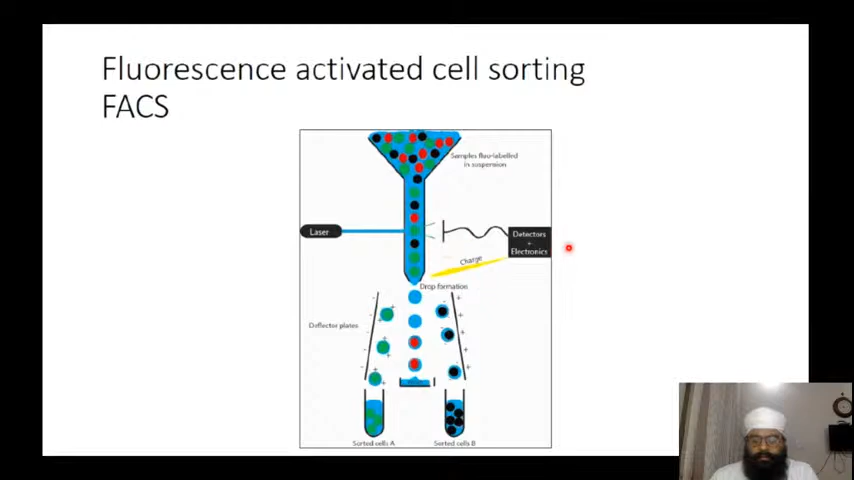 Fluorescence activated cell sorting
FACS
Samples fluo-labelled
in suspension
Laser
Detectors
+
Electronics
Charge
Drop formation
Deflector plates
Sorted cells A
Sorted cells B